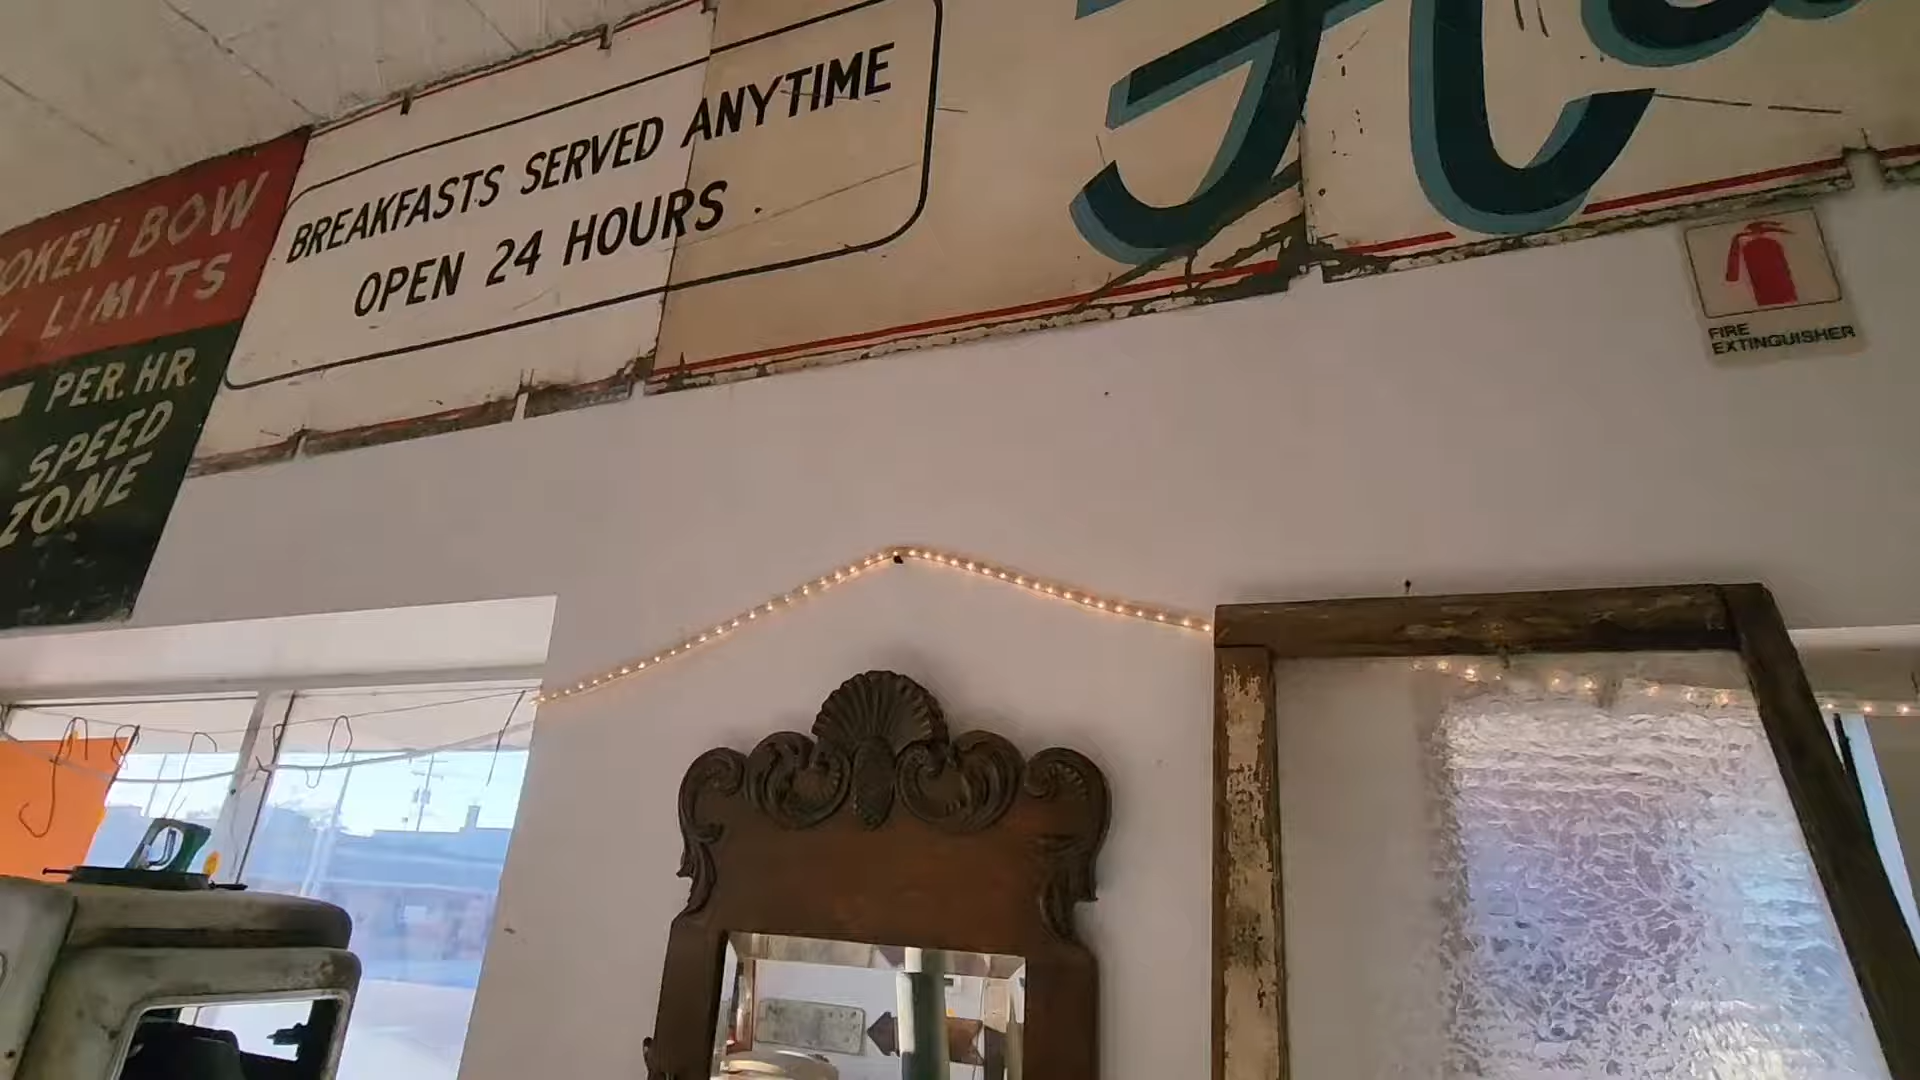 OKEN BOW
LIMITS
PER. HR.
SPEED
ZONE
BREAKFASTS SERVED ANYTIME
OPEN 24 HOURS
FIRE
EXTINGUISHER